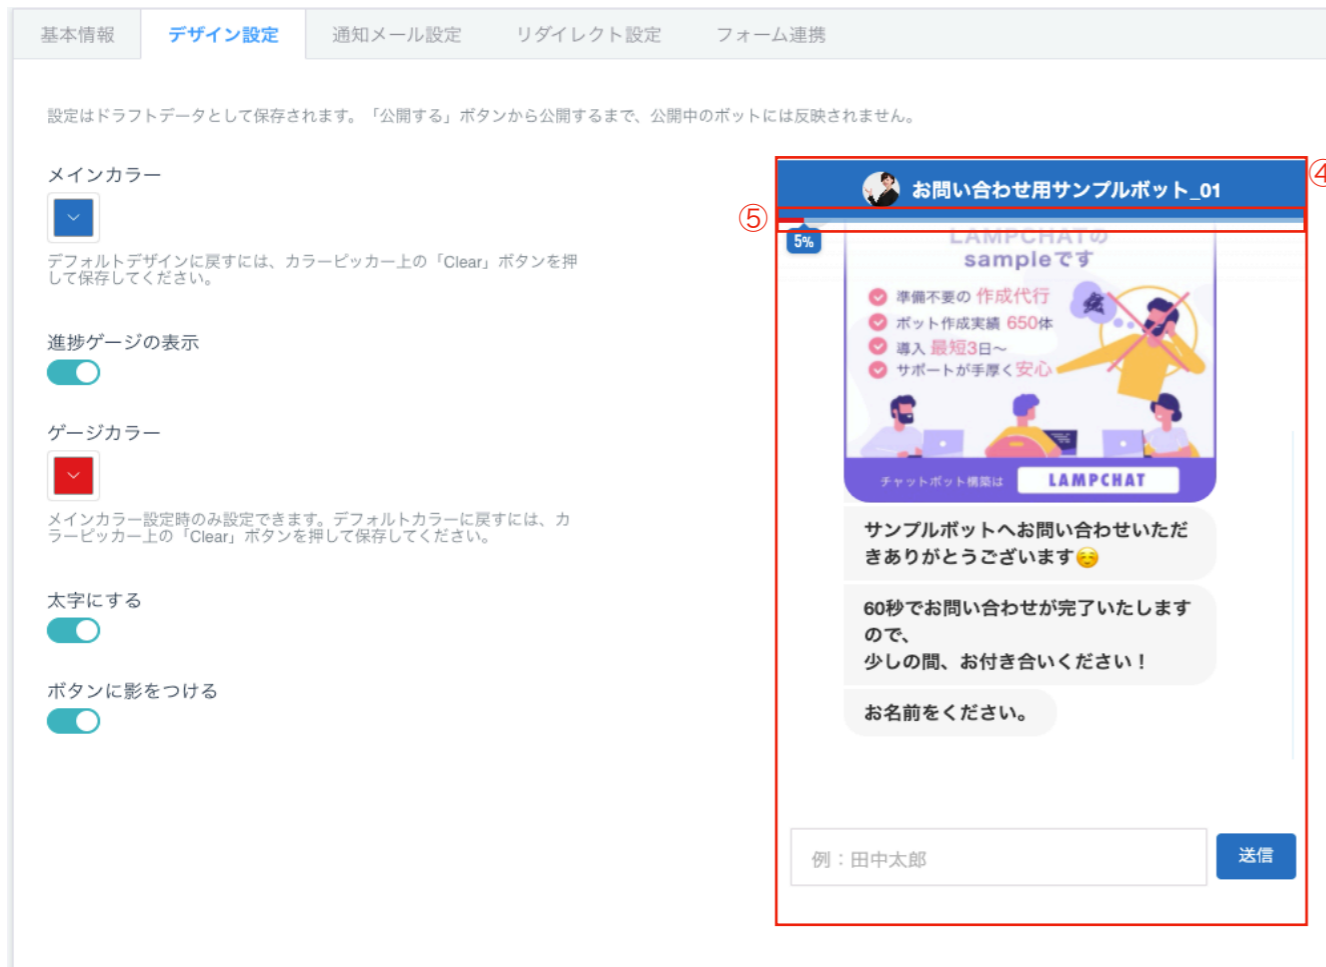 基本情報
デザイン設定
通知メール設定
リダイレクト設定
フォーム連携
設定はドラフトデータとして保存されます。「公開する」ボタンから公開するまで、公開中のボットには反映されません。
メインカラー
デフォルトデザインに戻すには、カラーピッカー上の「Clear」ボタンを押
して保存してください。
進捗ゲージの表示
ゲージカラー
メインカラー設定時のみ設定できます。デフォルトカラーに戻すには、カ
ラーピッカー上の「Clear」ボタンを押して保存してください。
太字にする
ボタンに影をつける
④
お問い合わせ用サンプルボット_01
⑤
5%
LAMPCHATの
sampleです
準備不要の 作成代行
ボット作成実績 650体
導入 最短3日～
サポートが手厚く安心
チャットボット構築は LAMPCHAT
サンプルボットへお問い合わせいただ
きありがとうございます☺️
60秒でお問い合わせが完了いたします
ので、
少しの間、お付き合いください！
お名前をください。
例：田中太郎
送信